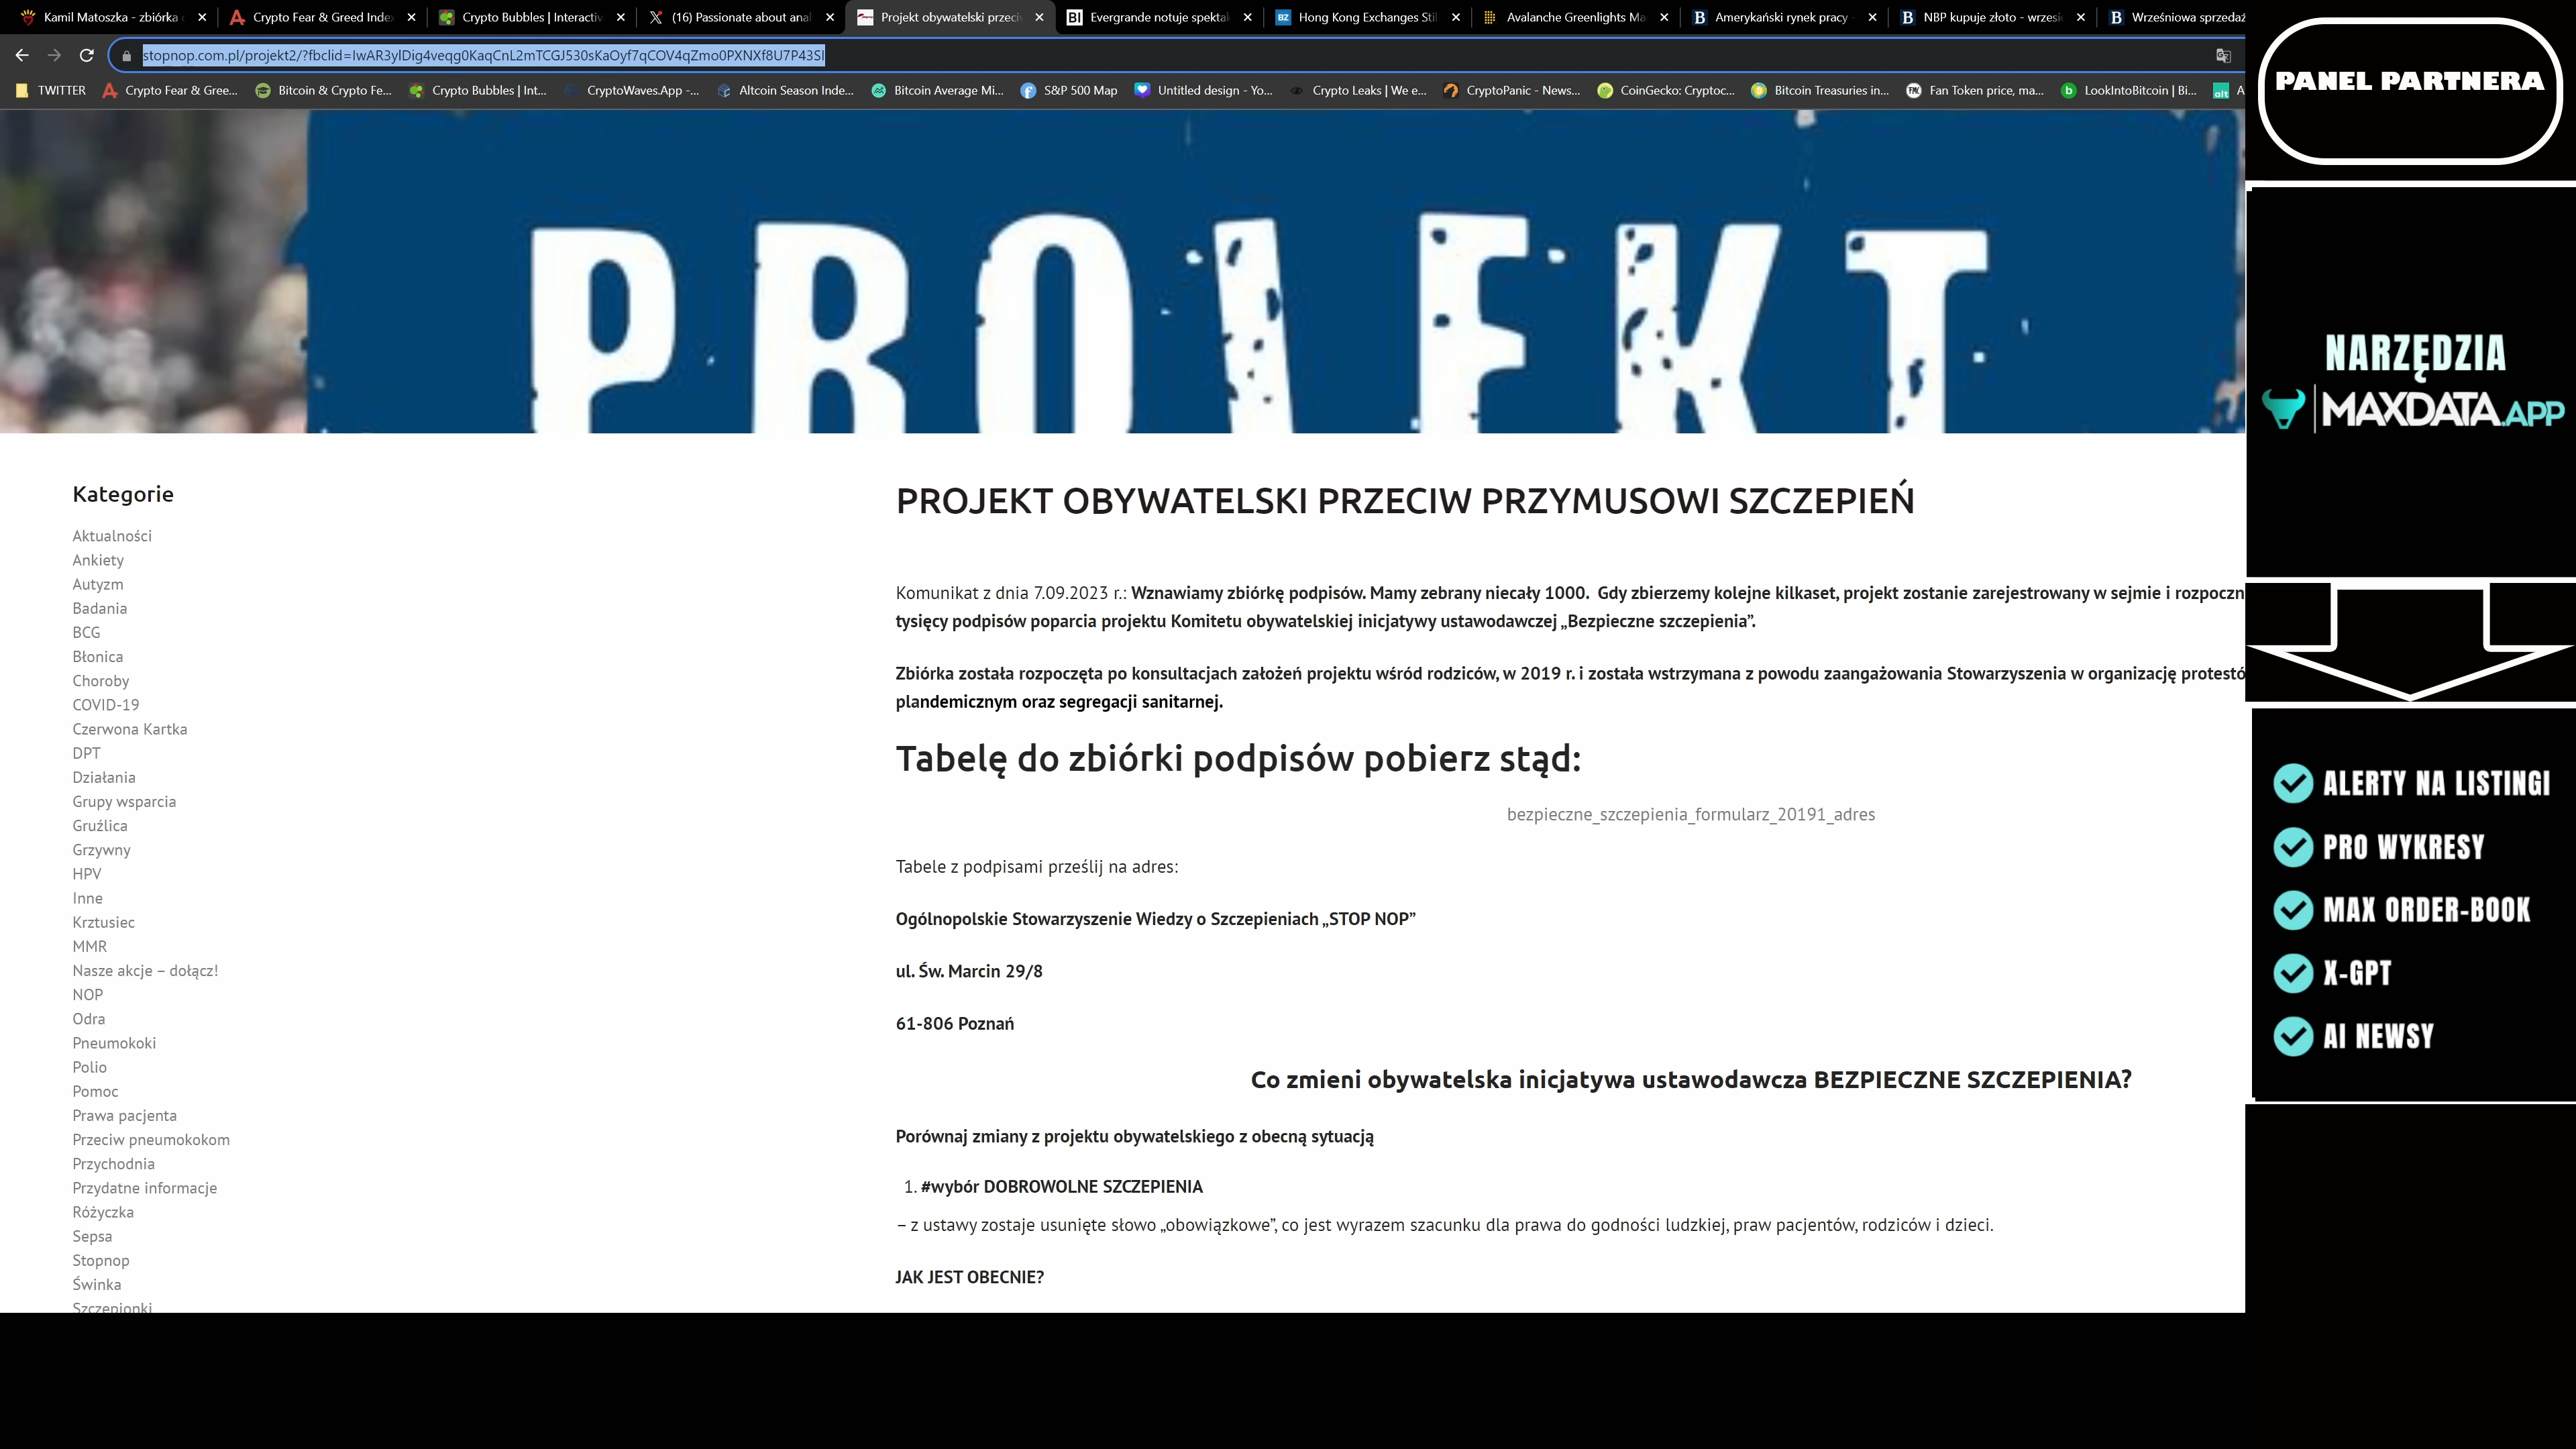 Kamil Matoszka - zbiórka
Crypto Fear & Greed Index
Crypto Bubbles | Interactiv
(16) Passionate about anal
Projekt obywatelski przeciw
Evergrande notuje spektak
Hong Kong Exchanges Stil
Avalanche Greenlights Ma
Amerykański rynek pracy
NBP kupuje złoto - wrzesi
Wrześniowa sprzedaż
stopnop.com.pl/projekt2/?fbclid=IwAR3ylDig4veqg0KaqCnL2mTCGJ530sKaOyf7qCOV4qZmo0PXNXf8U7P43SI
TWITTER
Crypto Fear & Gree...
Bitcoin & Crypto Fe...
Crypto Bubbles | Int...
CryptoWaves.App -...
Altcoin Season Inde...
Bitcoin Average Mi...
S&P 500 Map
Untitled design - Yo...
Crypto Leaks | We e...
CryptoPanic - News...
CoinGecko: Cryptoc...
Bitcoin Treasuries in...
Fan Token price, ma...
LookIntoBitcoin | Bi...
alt A
PROJEKT
Kategorie
Aktualności
Ankiety
Autyzm
Badania
BCG
Błonica
Choroby
COVID-19
Czerwona Kartka
DPT
Działania
Grupy wsparcia
Gruźlica
Grzywny
HPV
Inne
Krztusiec
MMR
Nasze akcje – dołącz!
NOP
Odra
Pneumokoki
Polio
Pomoc
Prawa pacjenta
Przeciw pneumokokom
Przychodnia
Przydatne informacje
Różyczka
Sepsa
Stopnop
Świnka
Szczepionki
PROJEKT OBYWATELSKI PRZECIW PRZYMUSOWI SZCZEPIEŃ
Komunikat z dnia 7.09.2023 r.: Wznawiamy zbiórkę podpisów. Mamy zebrany niecały 1000. Gdy zbierzemy kolejne kilkaset, projekt zostanie zarejestrowany w sejmie i rozpoczn
tysięcy podpisów poparcia projektu Komitetu obywatelskiej inicjatywy ustawodawczej „Bezpieczne szczepienia”.
Zbiórka została rozpoczęta po konsultacjach założeń projektu wśród rodziców, w 2019 r. i została wstrzymana z powodu zaangażowania Stowarzyszenia w organizację protestó
plandemicznym oraz segregacji sanitarnej.
Tabelę do zbiórki podpisów pobierz stąd:
bezpieczne_szczepienia_formularz_20191_adres
Tabele z podpisami prześlij na adres:
Ogólnopolskie Stowarzyszenie Wiedzy o Szczepieniach „STOP NOP”
ul. Św. Marcin 29/8
61-806 Poznań
Co zmieni obywatelska inicjatywa ustawodawcza BEZPIECZNE SZCZEPIENIA?
Porównaj zmiany z projektu obywatelskiego z obecną sytuacją
1. #wybór DOBROWOLNE SZCZEPIENIA
– z ustawy zostaje usunięte słowo „obowiązkowe”, co jest wyrazem szacunku dla prawa do godności ludzkiej, praw pacjentów, rodziców i dzieci.
JAK JEST OBECNIE?
PANEL PARTNERA
NARZĘDZIA
MAXDATA.APP
ALERTY NA LISTINGI
PRO WYKRESY
MAX ORDER-BOOK
X-GPT
AI NEWSY